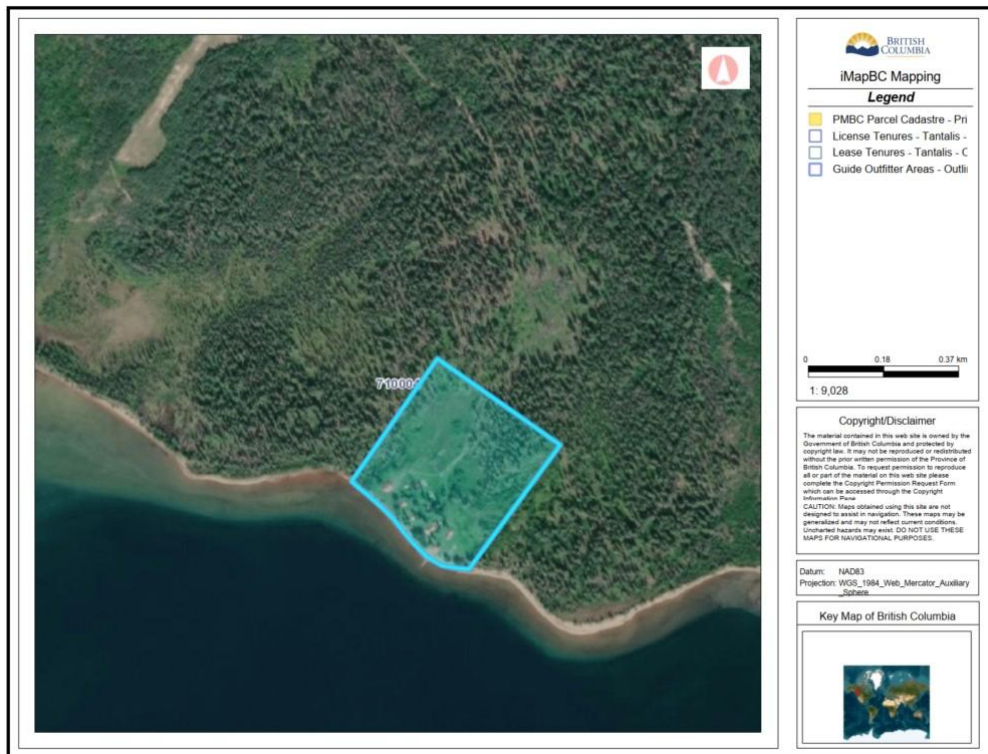 BRITISH
COLUMBIA
iMapBC Mapping
Legend
PMBC Parcel Cadastre - Pri
License Tenures - Tantalis -
Lease Tenures - Tantalis - C
Guide Outfitter Areas - Outli
0 0.18 0.37 km
1: 9,028
Copyright/Disclaimer
The material contained in this web site is owned by the
Government of British Columbia and protected by
copyright law. It may not be reproduced or redistributed
without the prior written permission of the Province of
British Columbia. To request permission to reproduce
all or part of the material on this web site please
complete the Copyright Permission Request Form
which can be accessed through the Copyright
Information Page
CAUTION: Maps obtained using this site are not
designed to assist in navigation. These maps may be
generalized and may not reflect current conditions.
Uncharted hazards may exist. DO NOT USE THESE
MAPS FOR NAVIGATIONAL PURPOSES.
Datum: NAD83
Projection: WGS_1984_Web_Mercator_Auxiliary
_Sphere
Key Map of British Columbia